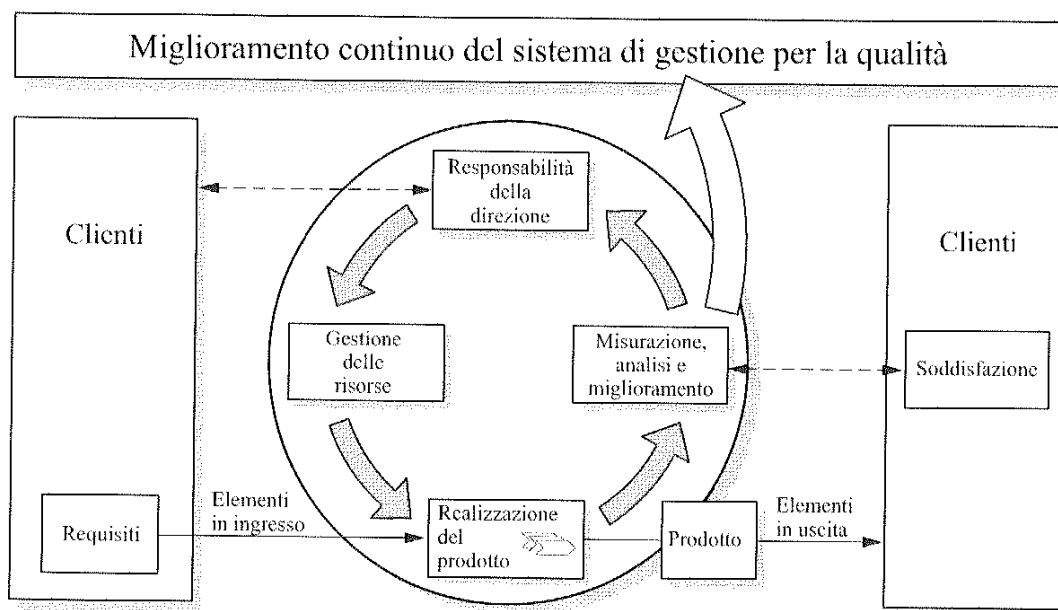 Miglioramento continuo del sistema di gestione per la qualità
Responsabilità
della
direzione
Clienti
Clienti
Gestione
delle
risorse
Misurazione,
analisi e
miglioramento
Soddisfazione
Requisiti
Elementi
in ingresso
Realizzazione
del
prodotto
Prodotto
Elementi
in uscita